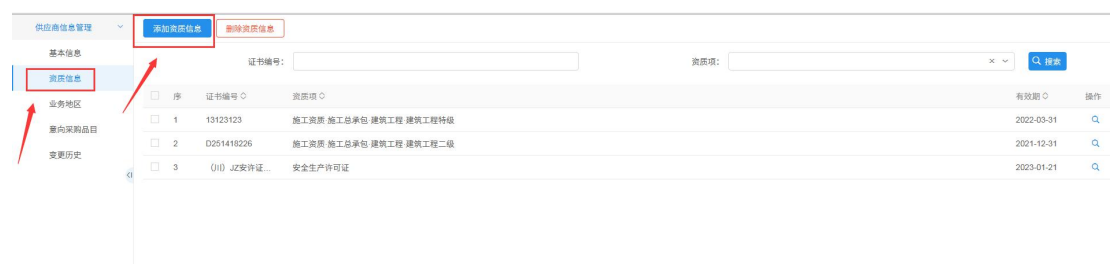 供应商信息管理
添加资质信息 删除资质信息
基本信息
证书编号: 资质项: 搜索
资质信息
业务地区
序 证书编号 资质项 有效期 操作
1 13123123 施工资质·施工总承包·建筑工程·建筑工程特级 2022-03-31
意向采购品目
2 D251418226 施工资质·施工总承包·建筑工程·建筑工程二级 2021-12-31
变更历史
3 （川）JZ安许证... 安全生产许可证 2023-01-21